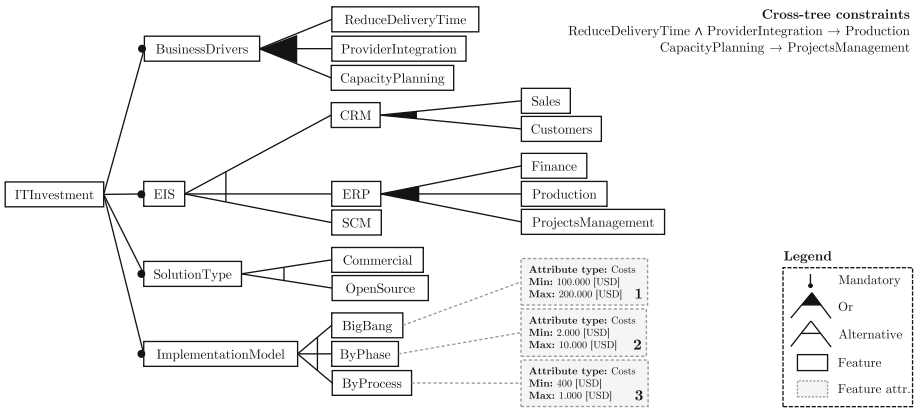 Cross-tree constraints
ReduceDeliveryTime ∧ ProviderIntegration → Production
CapacityPlanning → ProjectsManagement
ReduceDeliveryTime
BusinessDrivers
ProviderIntegration
CapacityPlanning
CRM
Sales
Customers
ITInvestment
EIS
ERP
Finance
Production
ProjectsManagement
SCM
SolutionType
Commercial
OpenSource
ImplementationModel
BigBang
ByPhase
ByProcess
Attribute type: Costs
Min: 100.000 [USD]
Max: 200.000 [USD] 1
Attribute type: Costs
Min: 2.000 [USD]
Max: 10.000 [USD] 2
Attribute type: Costs
Min: 400 [USD]
Max: 1.000 [USD] 3
Legend
Mandatory
Or
Alternative
Feature
Feature attr.